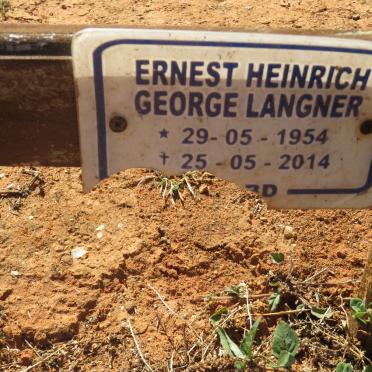 ERNEST HEINRICH
GEORGE LANGNER
* 29-05-1954
† 25-05-2014